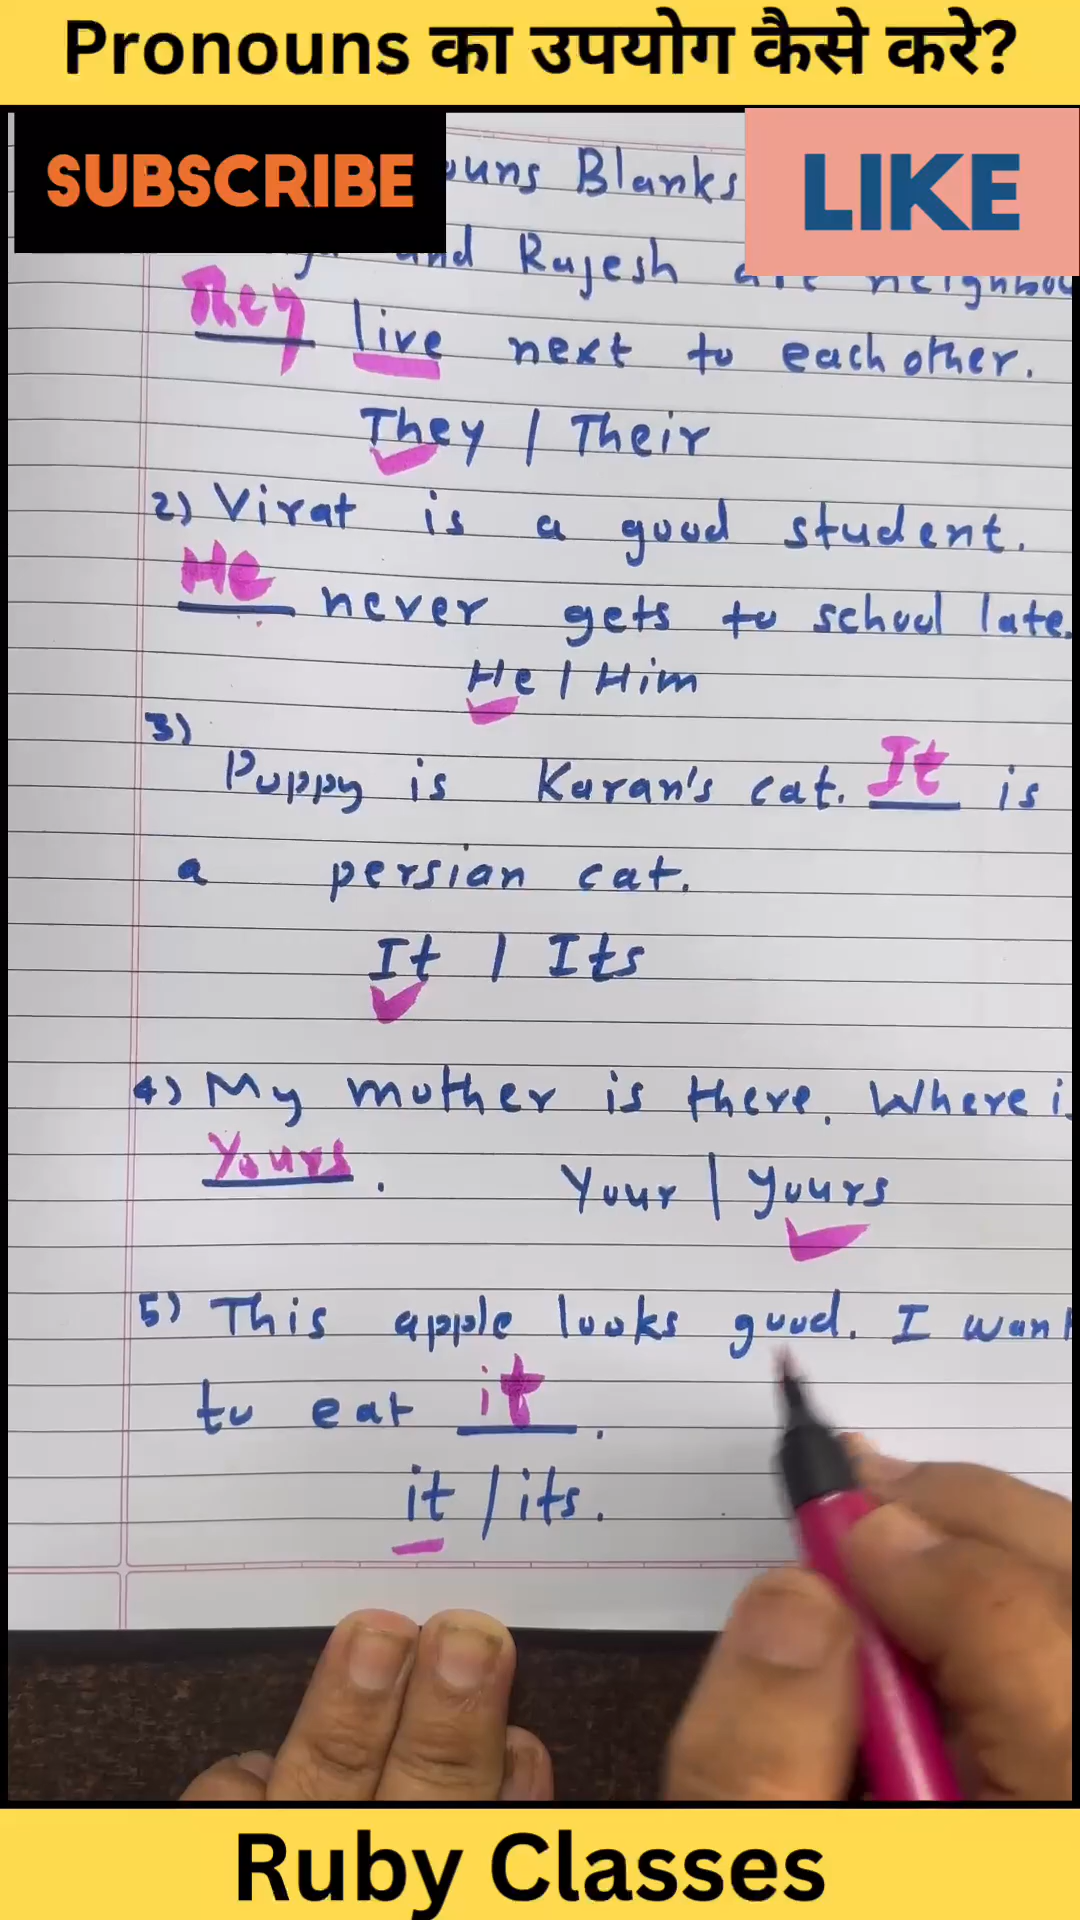 Pronouns का उपयोग कैसे करे?
SUBSCRIBE
LIKE
Blanks
and Rajesh are
They live next to each other.
They / Their
2) Virat is a good student.
He never gets to school late.
He / Him
3)
Puppy is Karan's cat. It is
a persian cat.
It / Its
4) My mother is there. Where is
Yours.
Your / Yours
5) This apple looks good. I want
to eat it.
it / its.
Ruby Classes